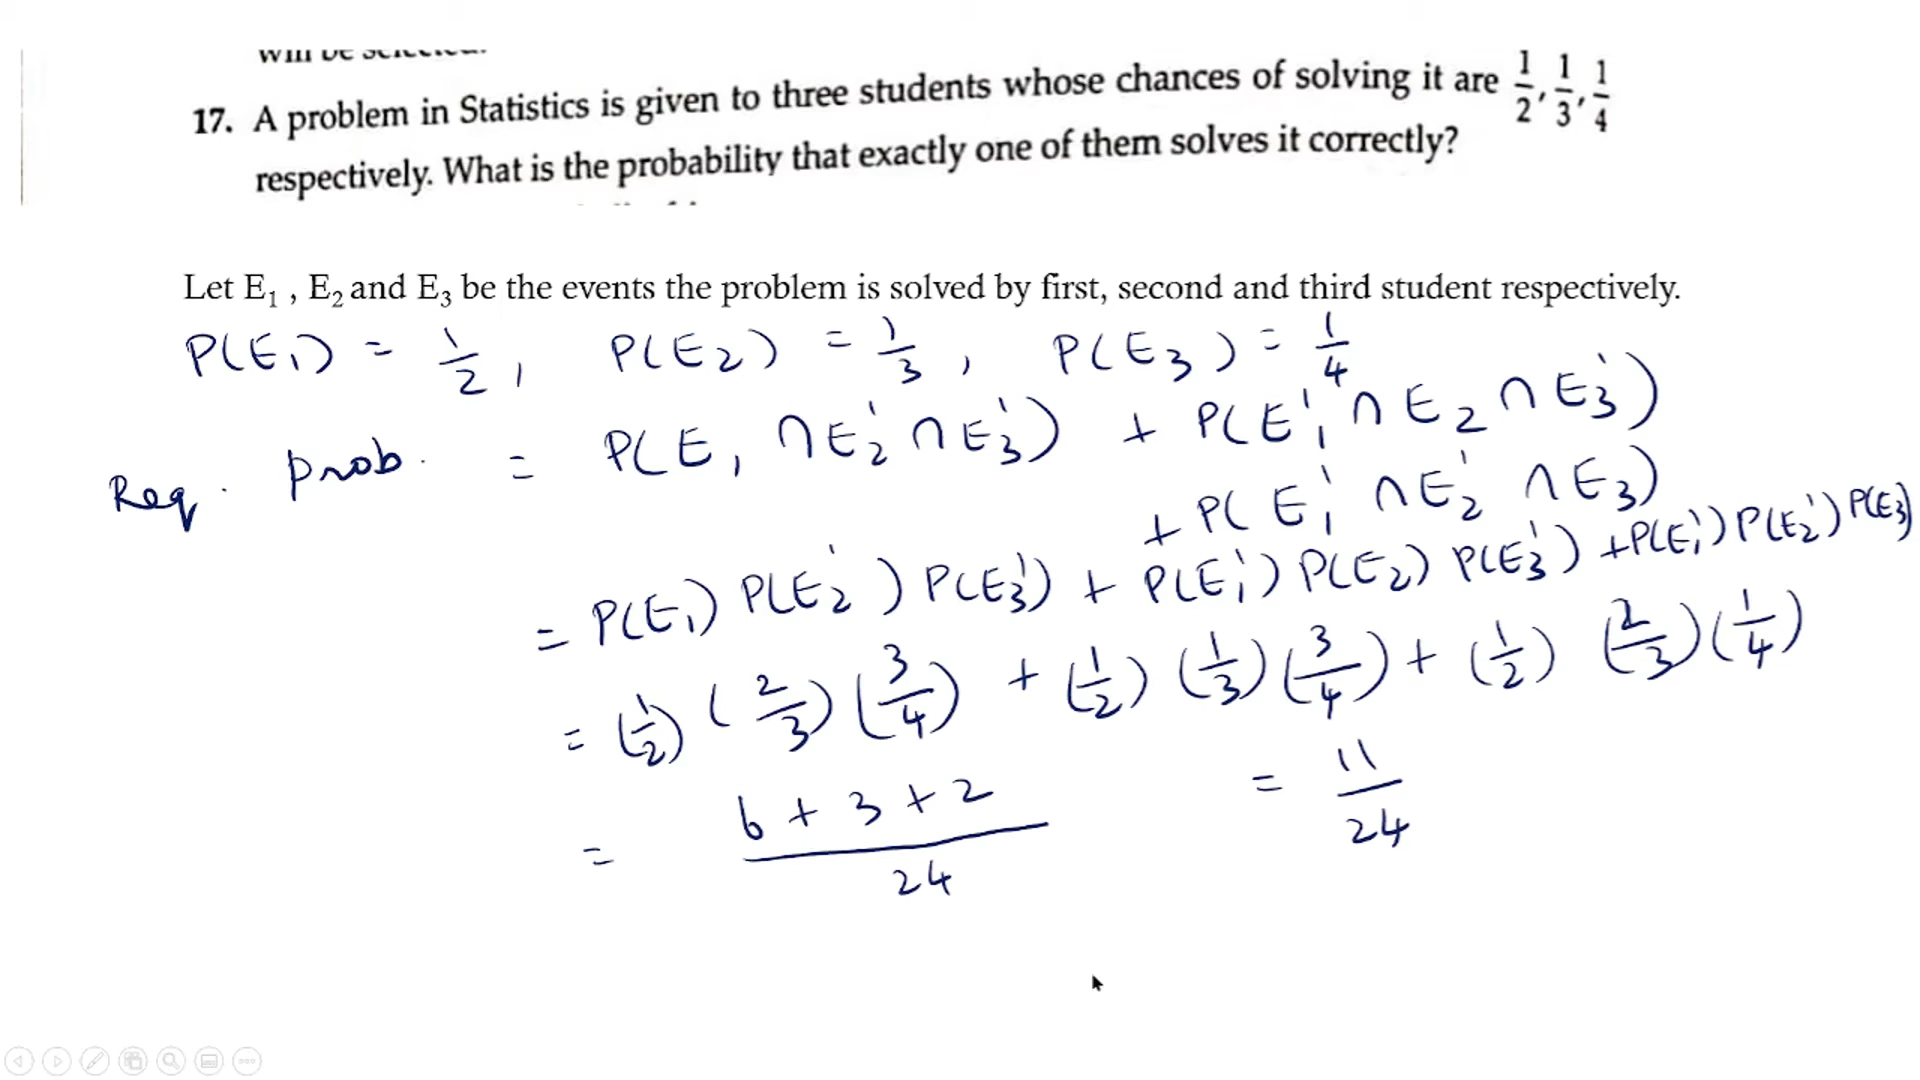 will be selected.
17. A problem in Statistics is given to three students whose chances of solving it are 1/2, 1/3, 1/4
respectively. What is the probability that exactly one of them solves it correctly?
Let E₁ , E₂ and E₃ be the events the problem is solved by first, second and third student respectively.
P(E₁) = 1/2, P(E₂) = 1/3, P(E₃) = 1/4
Req. prob. = P(E₁ ∩ E₂' ∩ E₃') + P(E₁' ∩ E₂ ∩ E₃')
+ P(E₁' ∩ E₂' ∩ E₃)
= P(E₁) P(E₂') P(E₃') + P(E₁') P(E₂) P(E₃') + P(E₁') P(E₂') P(E₃)
= (1/2) (2/3) (3/4) + (1/2) (1/3) (3/4) + (1/2) (2/3) (1/4)
= 6 + 3 + 2 / 24 = 11/24